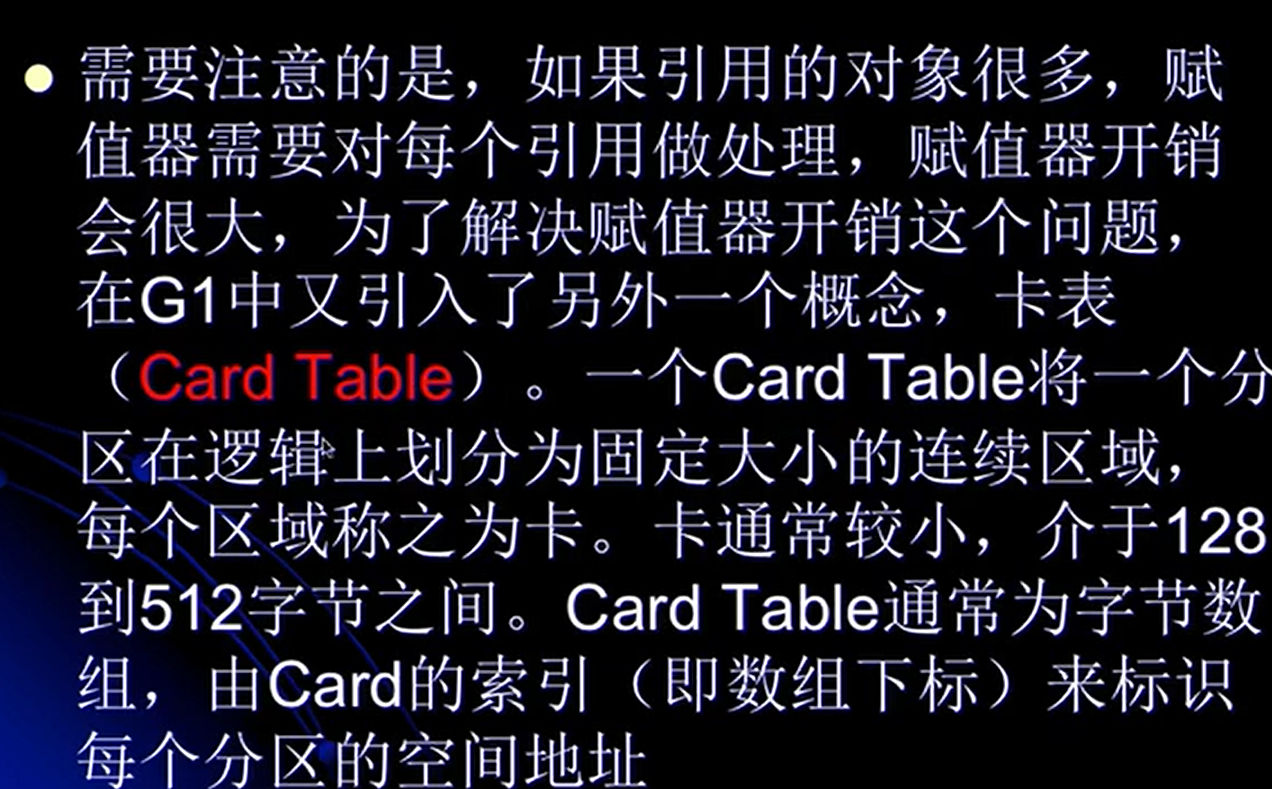 需要注意的是，如果引用的对象很多，赋
值器需要对每个引用做处理，赋值器开销
会很大，为了解决赋值器开销这个问题，
在G1中又引入了另外一个概念，卡表
（Card Table）。一个Card Table将一个分
区在逻辑上划分为固定大小的连续区域，
每个区域称之为卡。卡通常较小，介于128
到512字节之间。Card Table通常为字节数
组，由Card的索引（即数组下标）来标识
每个分区的空间地址